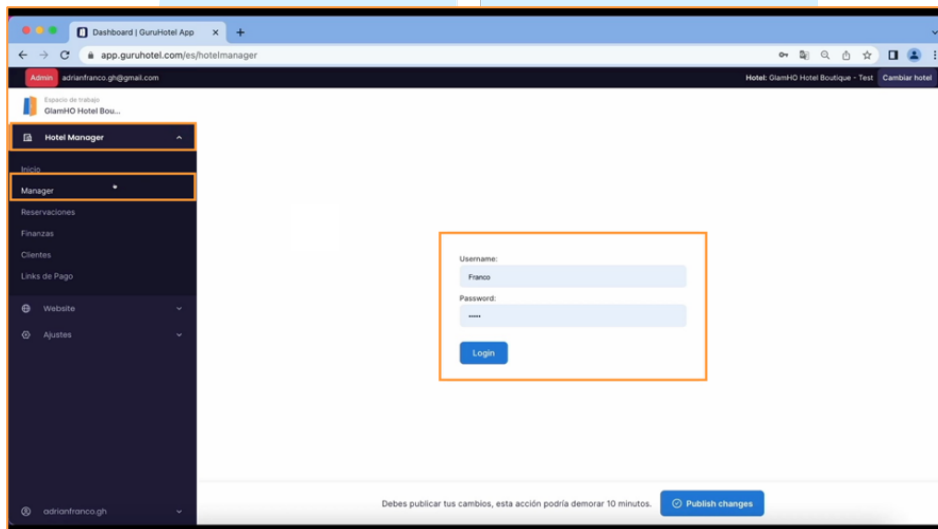 Dashboard | GuruHotel App
app.guruhotel.com/es/hotelmanager
Admin adrianfranco.gh@gmail.com
Hotel: GlamHO Hotel Boutique - Test Cambiar hotel
Espacio de trabajo
GlamHO Hotel Bou...
Hotel Manager
Inicio
Manager
Reservaciones
Finanzas
Clientes
Links de Pago
Website
Ajustes
adrianfranco.gh
Username:
Franco
Password:
•••••
Login
Debes publicar tus cambios, esta acción podría demorar 10 minutos.
Publish changes